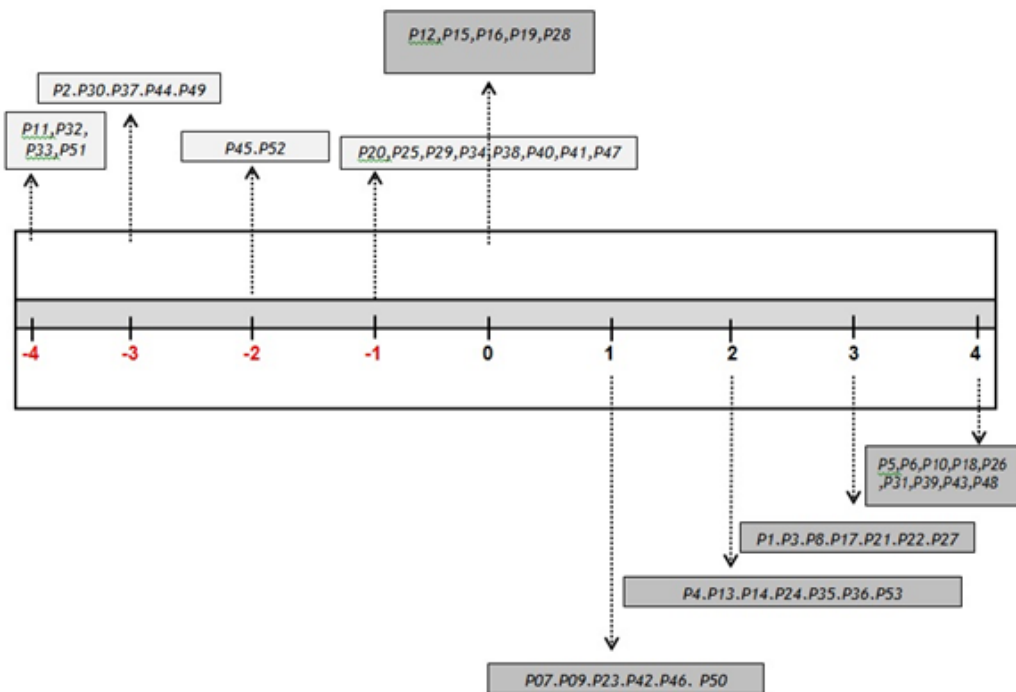 P12,P15,P16,P19,P28
P2.P30.P37.P44.P49
P11,P32,
P33,P51
P45.P52
P20,P25,P29,P34,P38,P40,P41,P47
-4 -3 -2 -1 0 1 2 3 4
P5,P6,P10,P18,P26
,P31,P39,P43,P48
P1.P3.P8.P17.P21.P22.P27
P4.P13.P14.P24.P35.P36.P53
P07.P09.P23.P42.P46. P50